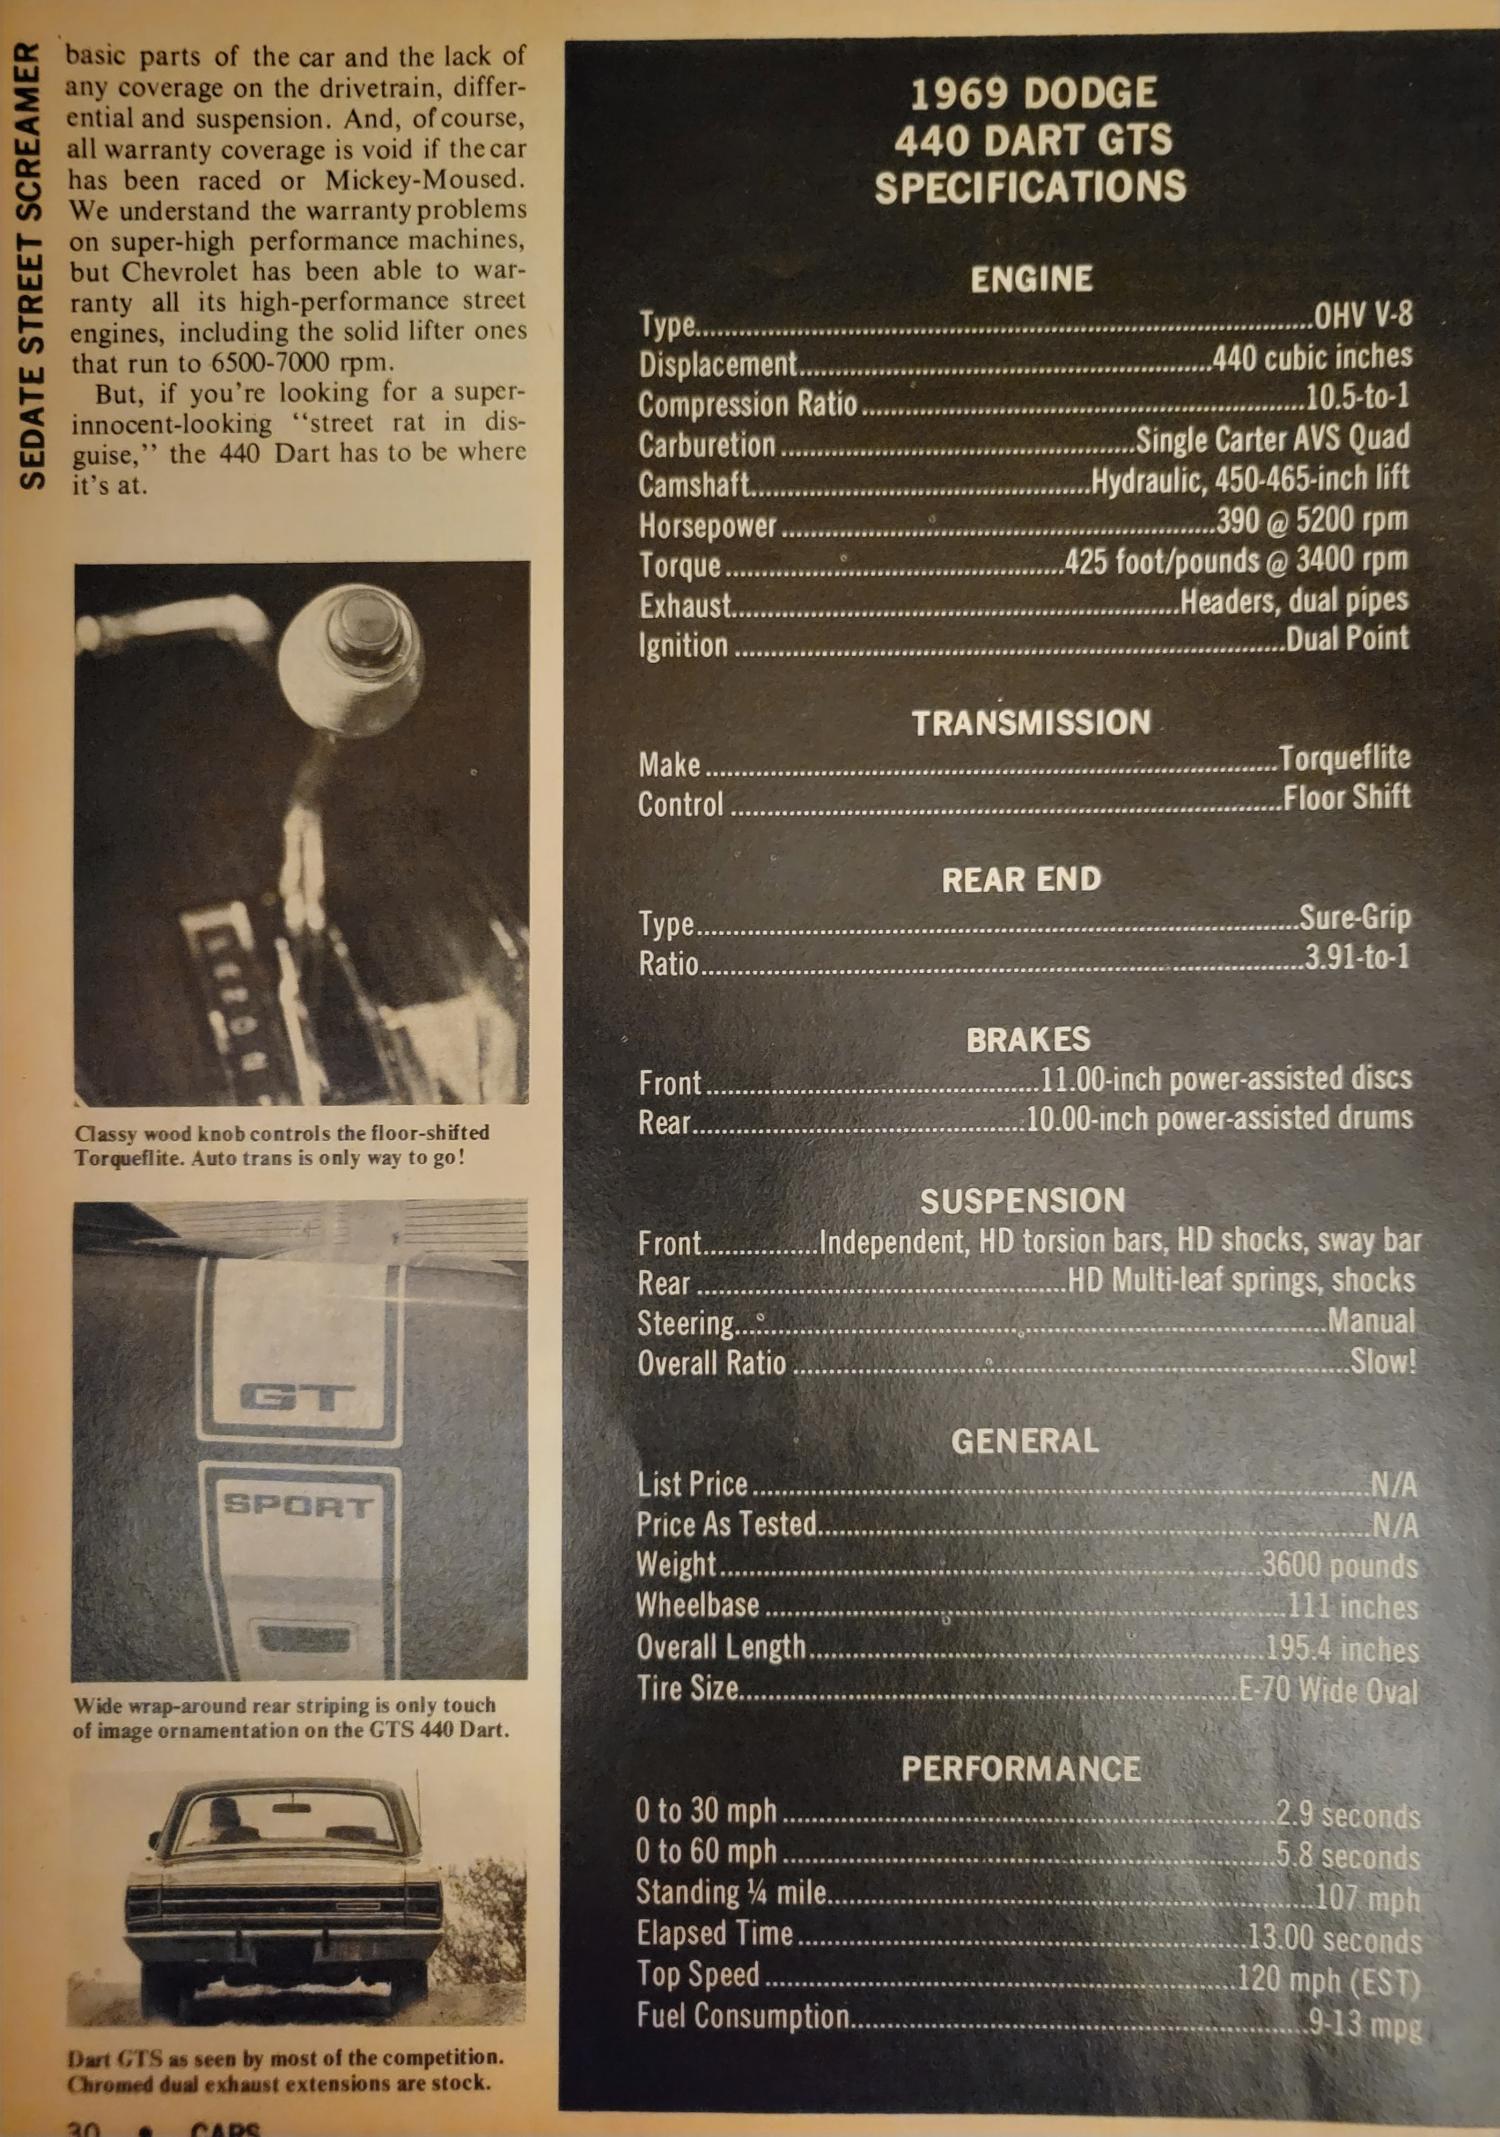 SEDATE STREET SCREAMER
basic parts of the car and the lack of
any coverage on the drivetrain, differ-
ential and suspension. And, of course,
all warranty coverage is void if the car
has been raced or Mickey-Moused.
We understand the warranty problems
on super-high performance machines,
but Chevrolet has been able to war-
ranty all its high-performance street
engines, including the solid lifter ones
that run to 6500-7000 rpm.
But, if you're looking for a super-
innocent-looking “street rat in dis-
guise,” the 440 Dart has to be where
it's at.
Classy wood knob controls the floor-shifted
Torqueflite. Auto trans is only way to go!
GT
SPORT
Wide wrap-around rear striping is only touch
of image ornamentation on the GTS 440 Dart.
Dart GTS as seen by most of the competition.
Chromed dual exhaust extensions are stock.
30 • CARS
1969 DODGE
440 DART GTS
SPECIFICATIONS
ENGINE
Type....................OHV V-8
Displacement....................440 cubic inches
Compression Ratio....................10.5-to-1
Carburetion....................Single Carter AVS Quad
Camshaft....................Hydraulic, 450-465-inch lift
Horsepower....................390 @ 5200 rpm
Torque....................425 foot/pounds @ 3400 rpm
Exhaust....................Headers, dual pipes
Ignition....................Dual Point
TRANSMISSION
Make....................Torqueflite
Control....................Floor Shift
REAR END
Type....................Sure-Grip
Ratio....................3.91-to-1
BRAKES
Front....................11.00-inch power-assisted discs
Rear....................10.00-inch power-assisted drums
SUSPENSION
Front....................Independent, HD torsion bars, HD shocks, sway bar
Rear....................HD Multi-leaf springs, shocks
Steering....................Manual
Overall Ratio....................Slow!
GENERAL
List Price....................N/A
Price As Tested....................N/A
Weight....................3600 pounds
Wheelbase....................111 inches
Overall Length....................195.4 inches
Tire Size....................E-70 Wide Oval
PERFORMANCE
0 to 30 mph....................2.9 seconds
0 to 60 mph....................5.8 seconds
Standing ¼ mile....................107 mph
Elapsed Time....................13.00 seconds
Top Speed....................120 mph (EST)
Fuel Consumption....................9-13 mpg